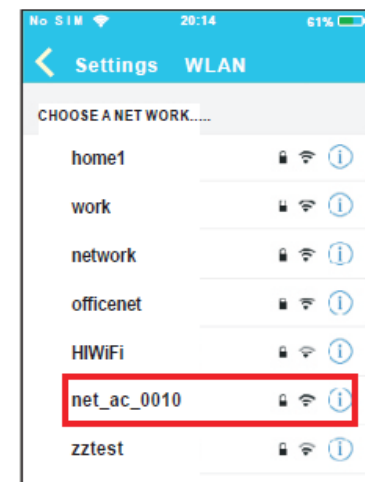 No SIM 20:14 61%
Settings WLAN
CHOOSE A NET WORK.....
home1
work
network
officenet
HIWiFi
net_ac_0010
zztest